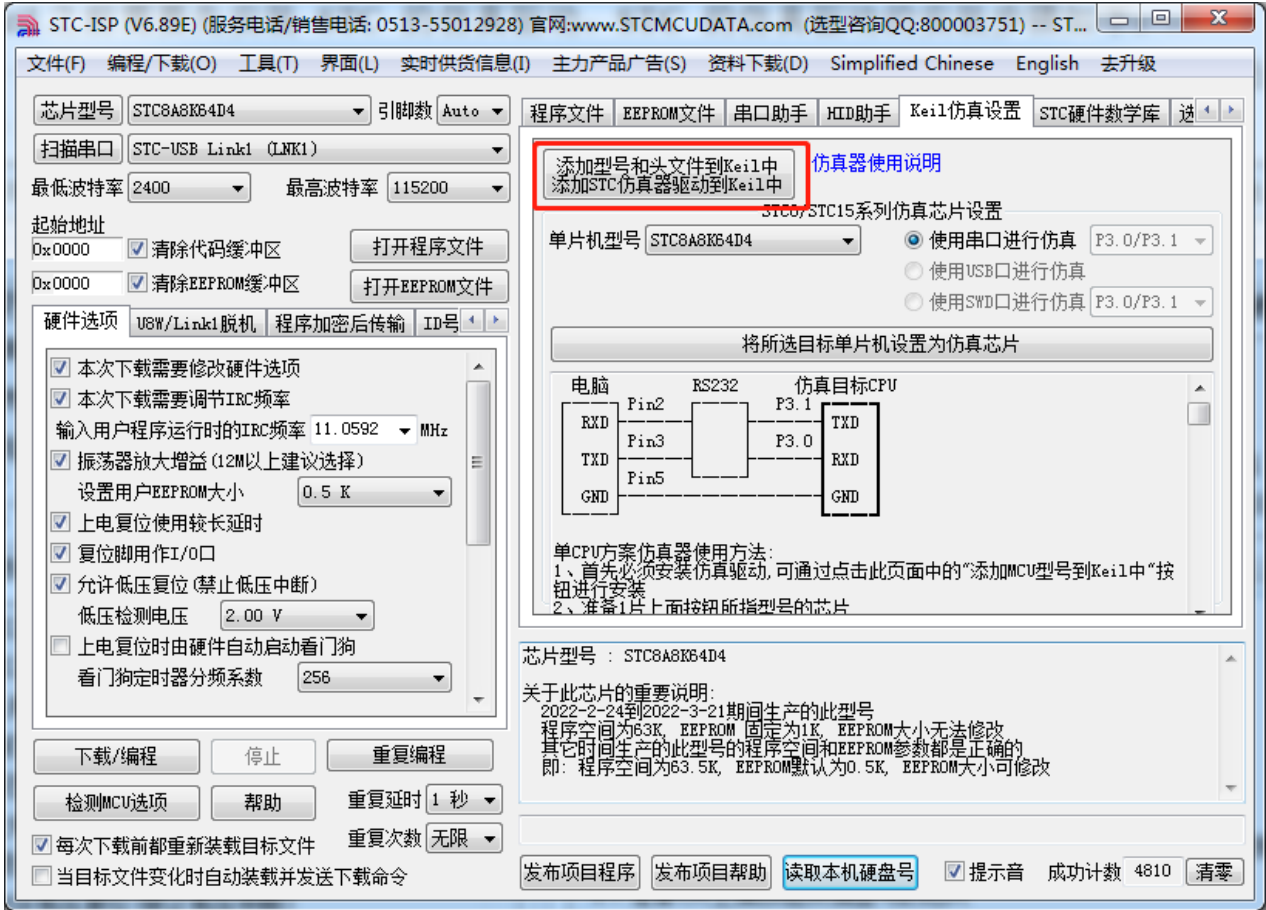 STC-ISP (V6.89E) (服务电话/销售电话: 0513-55012928) 官网:www.STCMCUDATA.com (选型咨询QQ:800003751) -- ST...
文件(F) 编程/下载(O) 工具(T) 界面(L) 实时供货信息(I) 主力产品广告(S) 资料下载(D) Simplified Chinese English 去升级
芯片型号 STC8A8K64D4 引脚数 Auto
扫描串口 STC-USB Link1 (LNK1)
最低波特率 2400 最高波特率 115200
起始地址
0x0000 清除代码缓冲区 打开程序文件
0x0000 清除EEPROM缓冲区 打开EEPROM文件
硬件选项 U8W/Link1脱机 程序加密后传输 ID号
本次下载需要修改硬件选项
本次下载需要调节IRC频率
输入用户程序运行时的IRC频率 11.0592 MHz
振荡器放大增益(12M以上建议选择)
设置用户EEPROM大小 0.5 K
上电复位使用较长延时
复位脚用作I/O口
允许低压复位(禁止低压中断)
低压检测电压 2.00 V
上电复位时由硬件自动启动看门狗
看门狗定时器分频系数 256
下载/编程 停止 重复编程
检测MCU选项 帮助 重复延时 1 秒
每次下载前都重新装载目标文件 重复次数 无限
当目标文件变化时自动装载并发送下载命令
程序文件 EEPROM文件 串口助手 HID助手 Keil仿真设置 STC硬件数学库 选
添加型号和头文件到Keil中
添加STC仿真器驱动到Keil中
仿真器使用说明
STC8/STC15系列仿真芯片设置
单片机型号 STC8A8K64D4 使用串口进行仿真 P3.0/P3.1
使用USB口进行仿真
使用SWD口进行仿真 P3.0/P3.1
将所选目标单片机设置为仿真芯片
电脑 RS232 仿真目标CPU
Pin2 P3.1
RXD TXD
Pin3 P3.0
TXD RXD
Pin5
GND GND
单CPU方案仿真器使用方法:
1、首先必须安装仿真驱动,可通过点击此页面中的“添加MCU型号到Keil中“按
钮进行安装
2、准备1片上面按钮所指型号的芯片
芯片型号 : STC8A8K64D4
关于此芯片的重要说明:
2022-2-24到2022-3-21期间生产的此型号
程序空间为63K, EEPROM 固定为1K, EEPROM大小无法修改
其它时间生产的此型号的程序空间和EEPROM参数都是正确的
即: 程序空间为63.5K, EEPROM默认为0.5K, EEPROM大小可修改
发布项目程序 发布项目帮助 读取本机硬盘号 提示音 成功计数 4810 清零